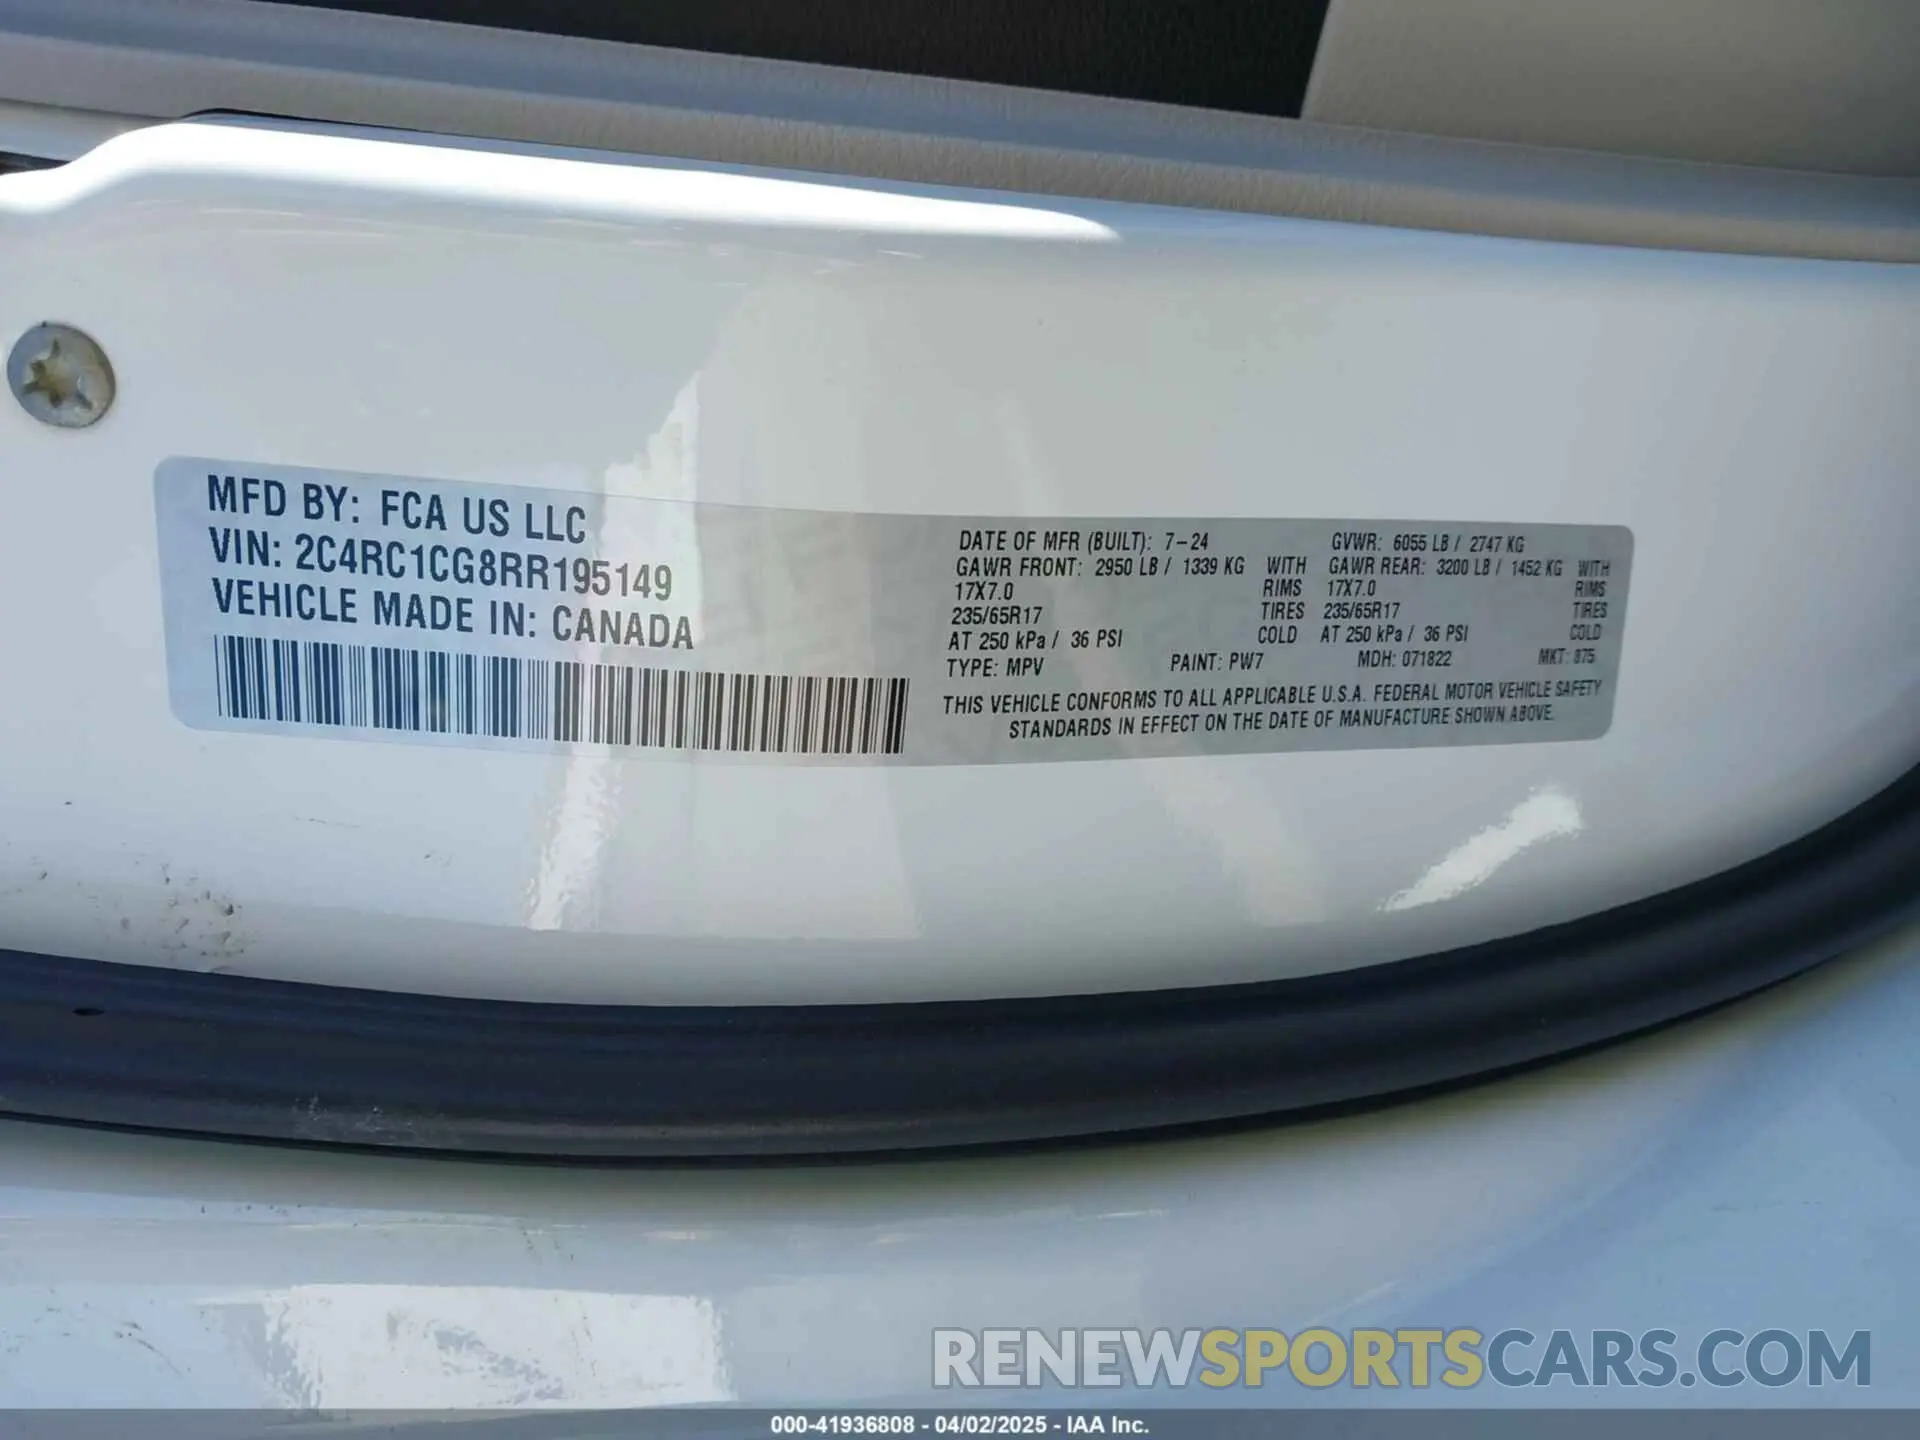 MFD BY: FCA US LLC
VIN: 2C4RC1CG8RR195149
VEHICLE MADE IN: CANADA
DATE OF MFR (BUILT): 7-24 GVWR: 6055 LB / 2747 KG
GAWR FRONT: 2950 LB / 1339 KG WITH GAWR REAR: 3200 LB / 1452 KG WITH
17X7.0 RIMS 17X7.0 RIMS
235/65R17 TIRES 235/65R17 TIRES
AT 250 kPa / 36 PSI COLD AT 250 kPa / 36 PSI COLD
TYPE: MPV PAINT: PW7 MDH: 071822 MKT: 875
THIS VEHICLE CONFORMS TO ALL APPLICABLE U.S.A. FEDERAL MOTOR VEHICLE SAFETY
STANDARDS IN EFFECT ON THE DATE OF MANUFACTURE SHOWN ABOVE.
RENEWSPORTSCARS.COM
000-41936808 - 04/02/2025 - IAA Inc.